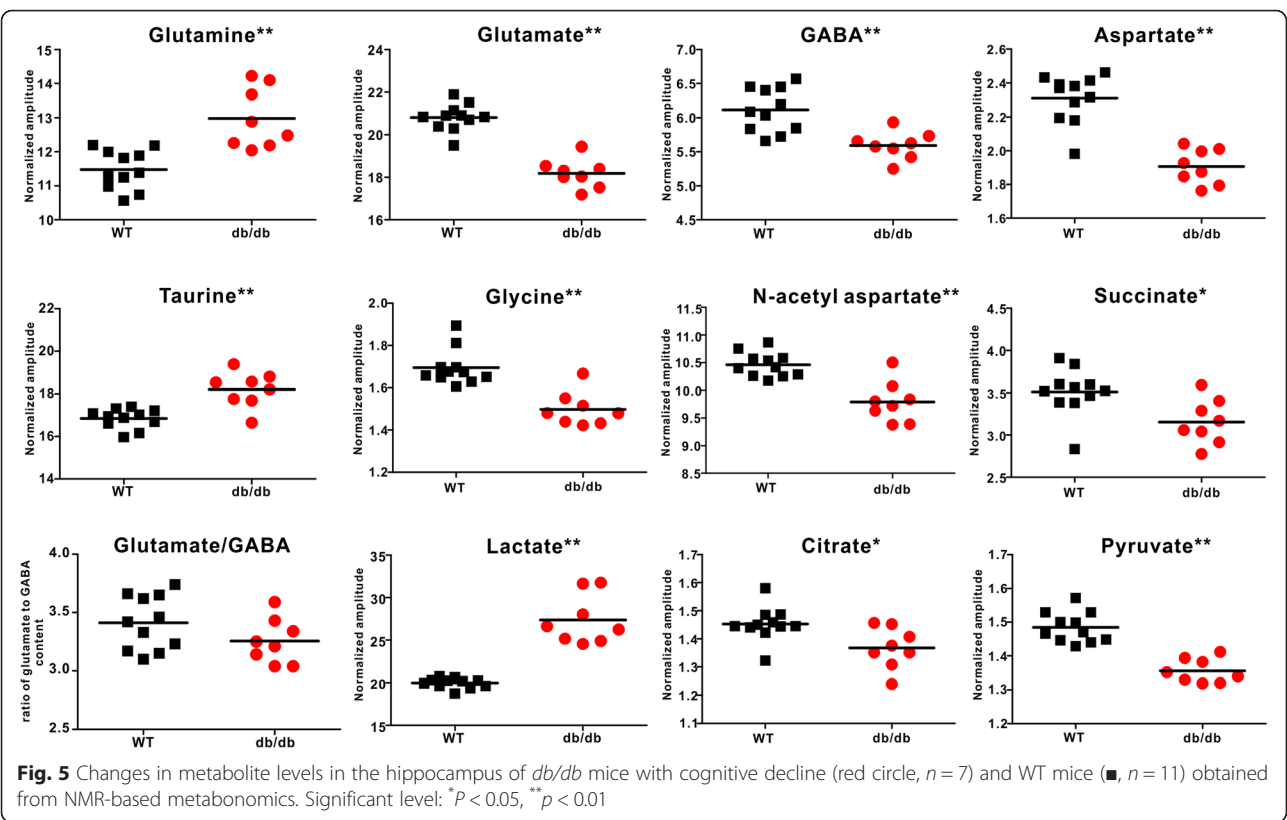 Glutamine**
Normalized amplitude
15
14
13
12
11
10
WT
db/db
Glutamate**
Normalized amplitude
24
22
20
18
16
WT
db/db
GABA**
Normalized amplitude
7.0
6.5
6.0
5.5
5.0
4.5
WT
db/db
Aspartate**
Normalized amplitude
2.6
2.4
2.2
2.0
1.8
1.6
WT
db/db
Taurine**
Normalized amplitude
22
20
18
16
14
WT
db/db
Glycine**
Normalized amplitude
2.0
1.8
1.6
1.4
1.2
WT
db/db
N-acetyl aspartate**
Normalized amplitude
11.5
11.0
10.5
10.0
9.5
9.0
8.5
WT
db/db
Succinate*
Normalized amplitude
4.5
4.0
3.5
3.0
2.5
WT
db/db
Glutamate/GABA
ratio of glutamate to GABA
content
4.0
3.5
3.0
2.5
WT
db/db
Lactate**
Normalized amplitude
35
30
25
20
15
WT
db/db
Citrate*
Normalized amplitude
1.7
1.6
1.5
1.4
1.3
1.2
1.1
WT
db/db
Pyruvate**
Normalized amplitude
1.7
1.6
1.5
1.4
1.3
1.2
WT
db/db
Fig. 5 Changes in metabolite levels in the hippocampus of db/db mice with cognitive decline (red circle, n = 7) and WT mice (■, n = 11) obtained
from NMR-based metabonomics. Significant level: *P < 0.05, **p < 0.01